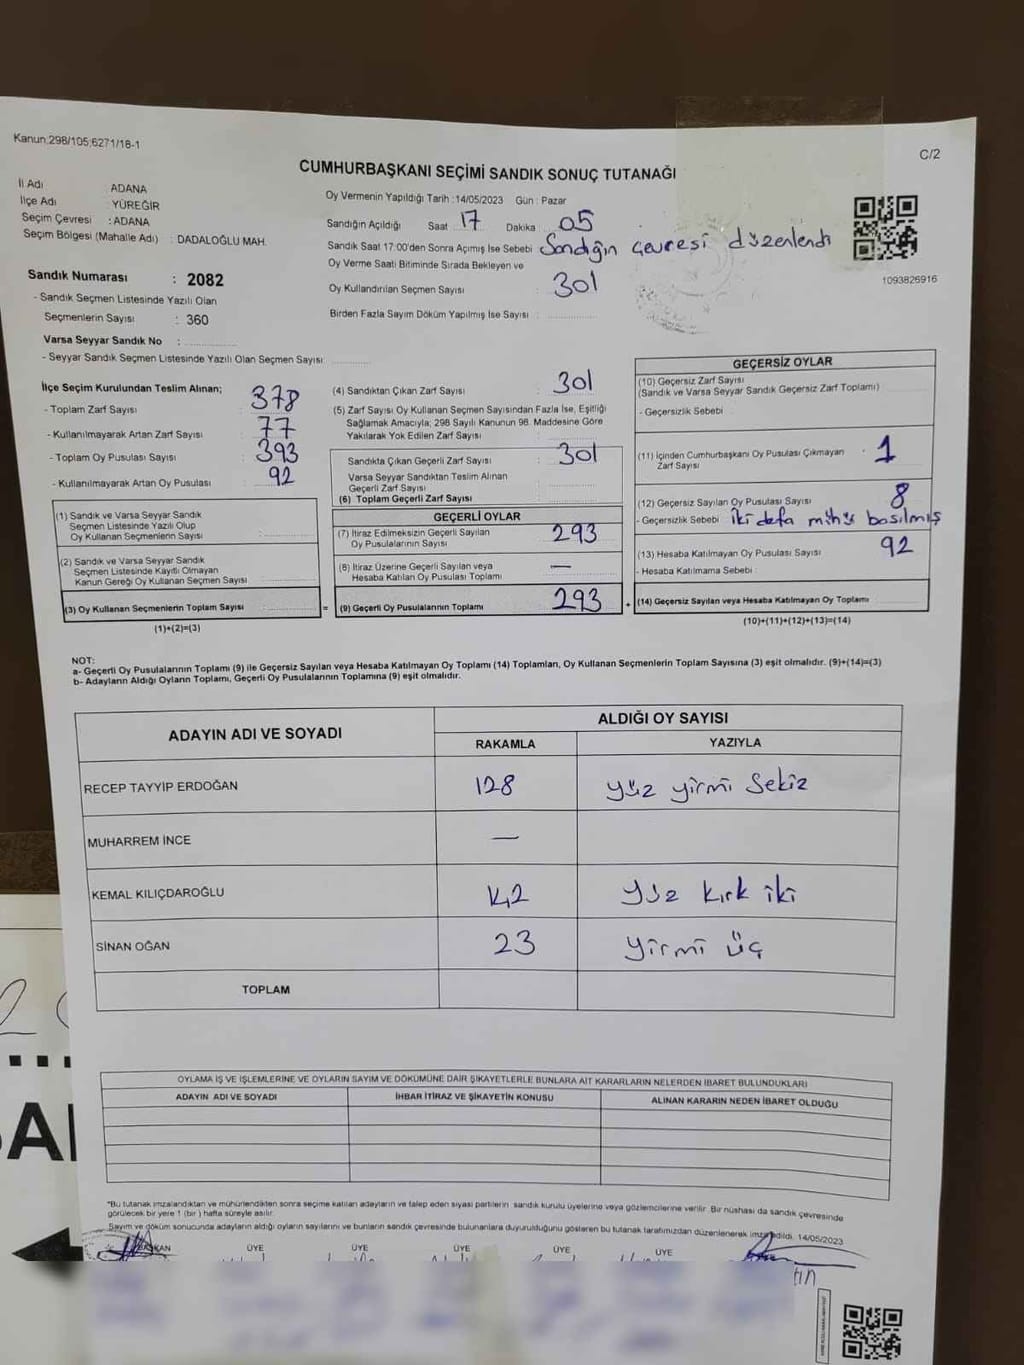 Kanun:298/105;6271/18-1
C/2
CUMHURBAŞKANI SEÇİMİ SANDIK SONUÇ TUTANAĞI
İl Adı ADANA
İlçe Adı : YÜREĞİR
Seçim Çevresi : ADANA
Seçim Bölgesi (Mahalle Adı) : DADALOĞLU MAH.
Oy Vermenin Yapıldığı Tarih : 14/05/2023 Gün : Pazar
Sandığın Açıldığı Saat 17 Dakika 05
Sandık Saat 17:00'den Sonra Açımış İse Sebebi Sandığın çevresi düzenlendi
Oy Verme Saati Bitiminde Sırada Bekleyen ve
Oy Kullandırılan Seçmen Sayısı : 301
Birden Fazla Sayım Döküm Yapılmış İse Sayısı :
1093826916
Sandık Numarası : 2082
- Sandık Seçmen Listesinde Yazılı Olan
Seçmenlerin Sayısı : 360
Varsa Seyyar Sandık No :
- Seyyar Sandık Seçmen Listesinde Yazılı Olan Seçmen Sayısı
İlçe Seçim Kurulundan Teslim Alınan;
- Toplam Zarf Sayısı : 378
- Kullanılmayarak Artan Zarf Sayısı : 77
- Toplam Oy Pusulası Sayısı : 393
- Kullanılmayarak Artan Oy Pusulası : 92
(1) Sandık ve Varsa Seyyar Sandık
Seçmen Listesinde Yazılı Olup
Oy Kullanan Seçmenlerin Sayısı :
(2) Sandık ve Varsa Seyyar Sandık
Seçmen Listesinde Kayıtlı Olmayan
Kanun Gereği Oy Kullanan Seçmen Sayısı
(3) Oy Kullanan Seçmenlerin Toplam Sayısı : =
(1)+(2)=(3)
(4) Sandıktan Çıkan Zarf Sayısı : 301
(5) Zarf Sayısı Oy Kullanan Seçmen Sayısından Fazla İse, Eşitliği
Sağlamak Amacıyla; 298 Sayılı Kanunun 98. Maddesine Göre
Yakılarak Yok Edilen Zarf Sayısı :
Sandıkta Çıkan Geçerli Zarf Sayısı : 301
Varsa Seyyar Sandıktan Teslim Alınan
Geçerli Zarf Sayısı :
(6) Toplam Geçerli Zarf Sayısı
GEÇERLİ OYLAR
(7) İtiraz Edilmeksizin Geçerli Sayılan
Oy Pusulalarının Sayısı : 293
(8) İtiraz Üzerine Geçerli Sayılan veya
Hesaba Katılan Oy Pusulası Toplamı : —
(9) Geçerli Oy Pusulalarının Toplamı 293 +
GEÇERSİZ OYLAR
(10) Geçersiz Zarf Sayısı
(Sandık ve Varsa Seyyar Sandık Geçersiz Zarf Toplamı)
- Geçersizlik Sebebi
(11) İçinden Cumhurbaşkanı Oy Pusulası Çıkmayan
Zarf Sayısı : 1
(12) Geçersiz Sayılan Oy Pusulası Sayısı 8
- Geçersizlik Sebebi iki defa mühür basılmış
(13) Hesaba Katılmayan Oy Pusulası Sayısı 92
- Hesaba Katılmama Sebebi :
(14) Geçersiz Sayılan veya Hesaba Katılmayan Oy Toplamı
(10)+(11)+(12)+(13)=(14)
NOT:
a- Geçerli Oy Pusulalarının Toplamı (9) ile Geçersiz Sayılan veya Hesaba Katılmayan Oy Toplamı (14) Toplamları, Oy Kullanan Seçmenlerin Toplam Sayısına (3) eşit olmalıdır. (9)+(14)=(3)
b- Adayların Aldığı Oyların Toplamı, Geçerli Oy Pusulalarının Toplamına (9) eşit olmalıdır.
ADAYIN ADI VE SOYADI ALDIĞI OY SAYISI
RAKAMLA YAZIYLA
RECEP TAYYİP ERDOĞAN 128 yüz yirmi sekiz
MUHARREM İNCE —
KEMAL KILIÇDAROĞLU 142 yüz kırk iki
SİNAN OĞAN 23 yirmi üç
TOPLAM
OYLAMA İŞ VE İŞLEMLERİNE VE OYLARIN SAYIM VE DÖKÜMÜNE DAİR ŞİKAYETLERLE BUNLARA AİT KARARLARIN NELERDEN İBARET BULUNDUKLARI
ADAYIN ADI VE SOYADI İHBAR İTİRAZ VE ŞİKAYETİN KONUSU ALINAN KARARIN NEDEN İBARET OLDUĞU
*Bu tutanak imzalandıktan ve mühürlendikten sonra seçime katılan adayların ve talep eden siyasi partilerin sandık kurulu üyelerine veya gözlemcilerine verilir. Bir nüshası da sandık çevresinde
görülecek bir yere 1 (bir) hafta süreyle asılır.
Sayım ve döküm sonucunda adayların aldığı oyların sayılarını ve bunların sandık çevresinde bulunanlara duyurulduğunu gösteren bu tutanak tarafımızdan düzenlenerek imza edildi. 14/05/2023
BAŞKAN ÜYE ÜYE ÜYE ÜYE ÜYE